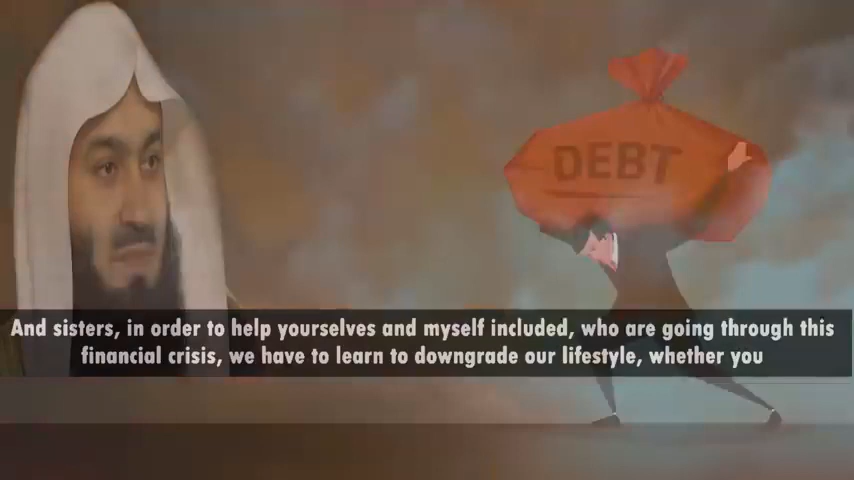 DEBT
And sisters, in order to help yourselves and myself included, who are going through this
financial crisis, we have to learn to downgrade our lifestyle, whether you